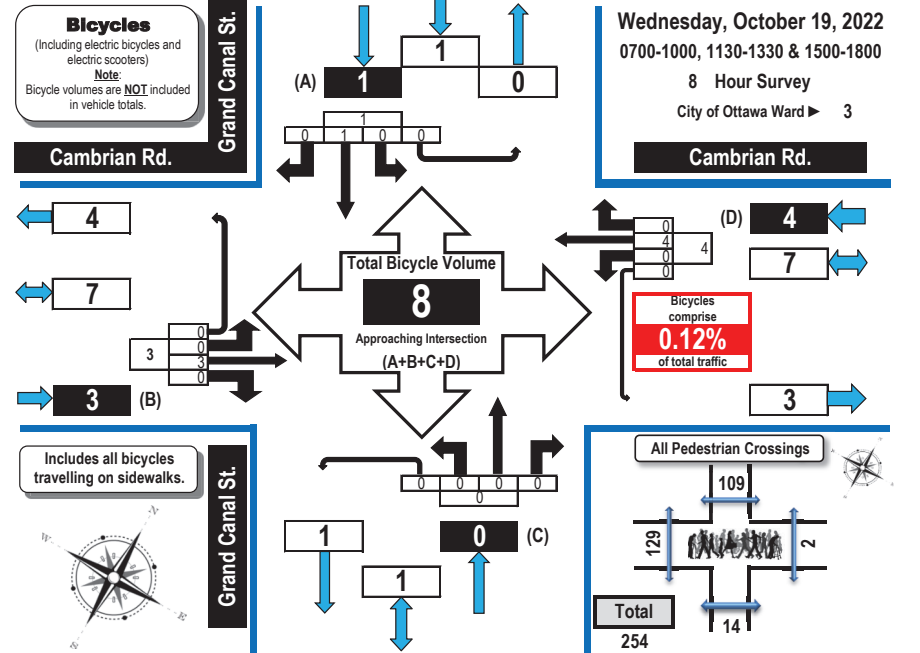 Bicycles
(Including electric bicycles and
electric scooters)
Note:
Bicycle volumes are NOT included
in vehicle totals.
Grand Canal St.
Cambrian Rd.
(A)
1
1
0
1
0 1 0 0
Wednesday, October 19, 2022
0700-1000, 1130-1330 & 1500-1800
8 Hour Survey
City of Ottawa Ward ► 3
Cambrian Rd.
4
7
3
0
0
3
0
3
(B)
Total Bicycle Volume
8
Approaching Intersection
(A+B+C+D)
0
4
0
0
4
(D)
4
7
Bicycles
comprise
0.12%
of total traffic
3
Includes all bicycles
travelling on sidewalks.
N
W
E
S
Grand Canal St.
0 0 0 0
0
1
0
(C)
1
All Pedestrian Crossings
109
129
2
14
Total
254